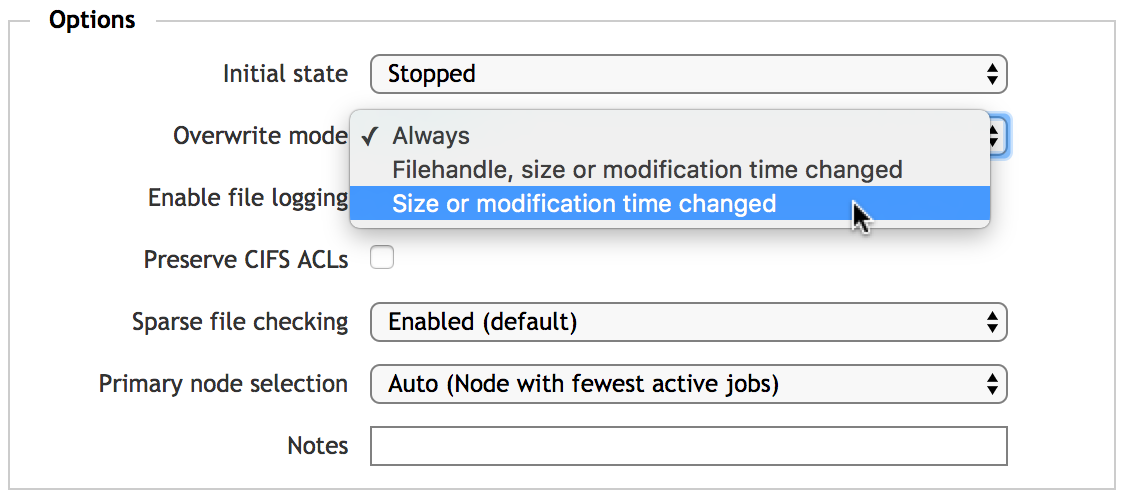 Options
Initial state Stopped
Overwrite mode ✓ Always
Filehandle, size or modification time changed
Enable file logging Size or modification time changed
Preserve CIFS ACLs
Sparse file checking Enabled (default)
Primary node selection Auto (Node with fewest active jobs)
Notes